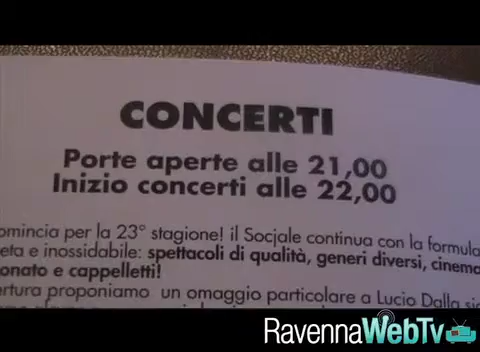 CONCERTI
Porte aperte alle 21,00
Inizio concerti alle 22,00
omincia per la 23° stagione! il Socjale continua con la formula
eta e inossidabile: spettacoli di qualità, generi diversi, cinema
onato e cappelletti!
ertura proponiamo un omaggio particolare a Lucio Dalla sia
RavennaWebTv